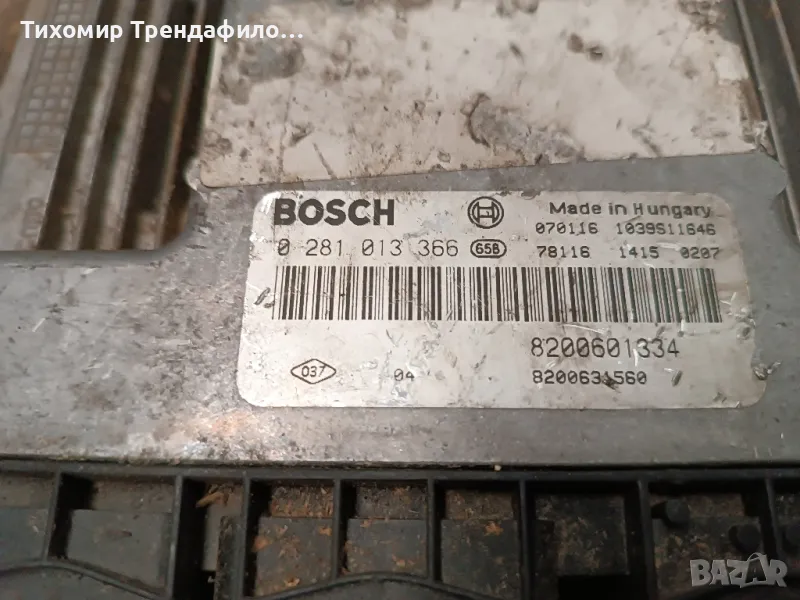 Тихомир Трендафило...
BOSCH
Made in Hungary
070116 1039S11646
0 281 013 366 658
78116 1415 0207
8200601334
037 04 8200631560
BAZAR